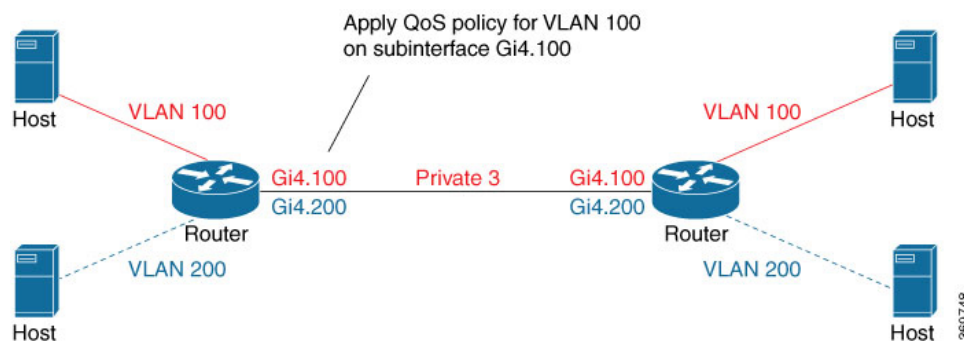 Apply QoS policy for VLAN 100
on subinterface Gi4.100
Host
VLAN 100
VLAN 100
Host
Gi4.100
Private 3
Gi4.100
Gi4.200
Gi4.200
Router
Router
VLAN 200
VLAN 200
Host
Host